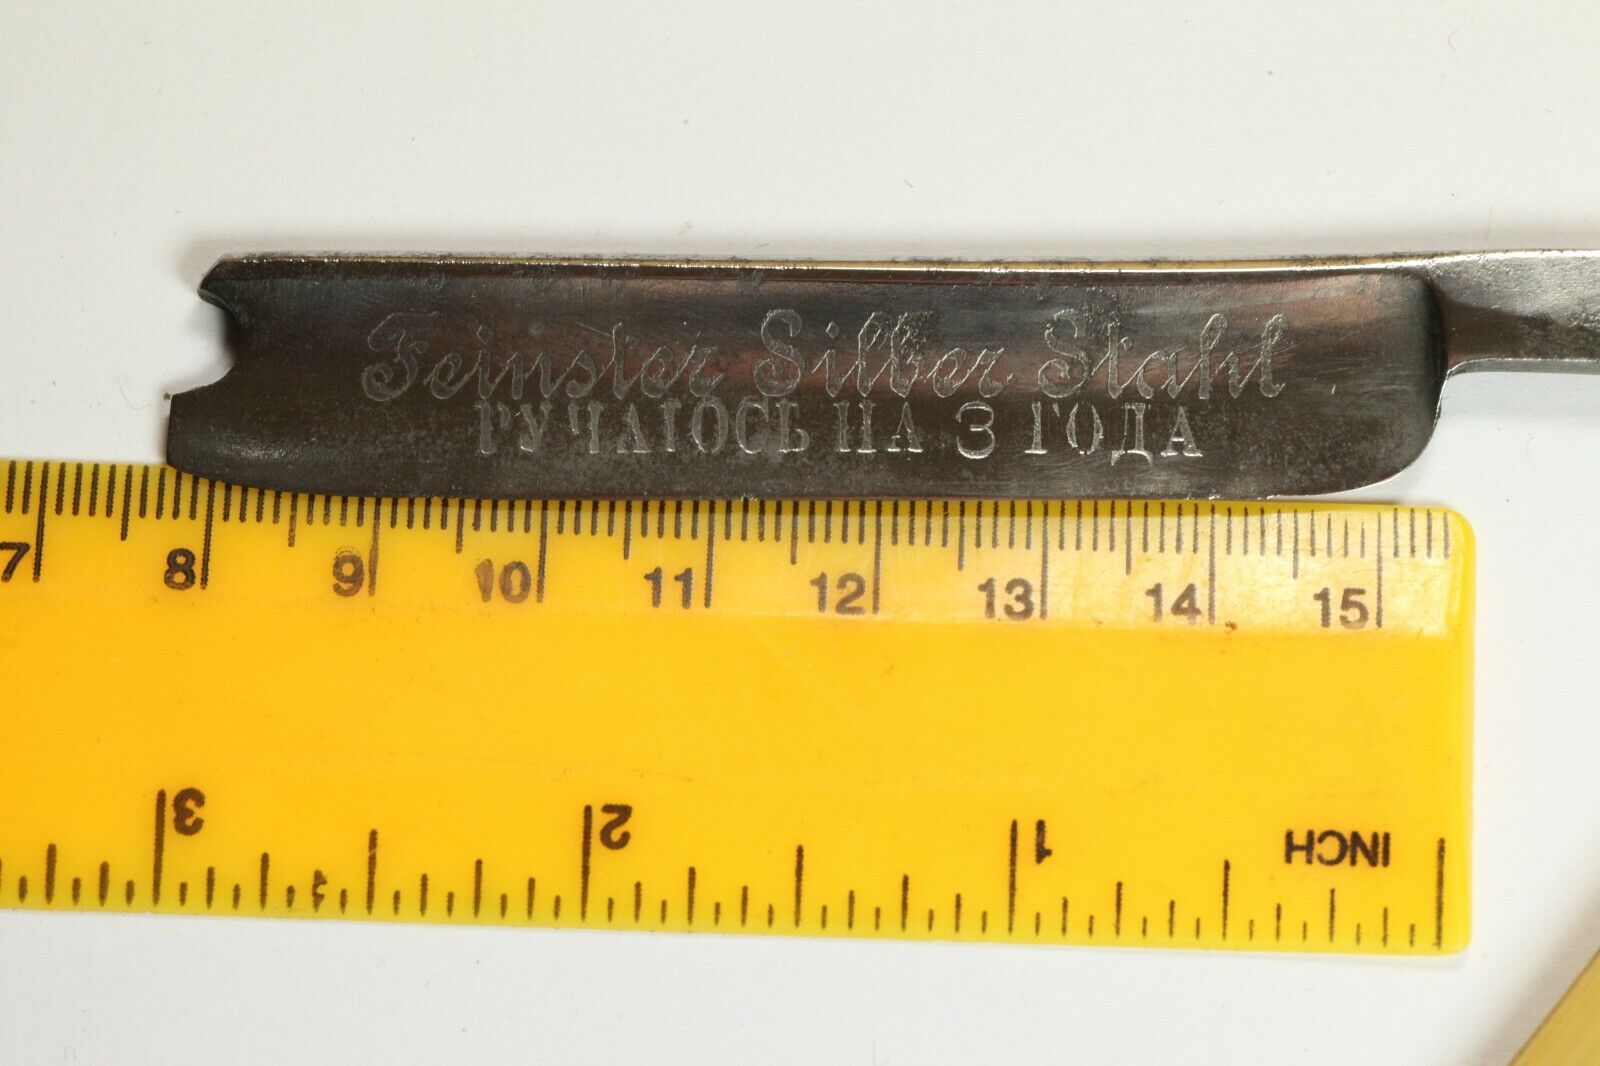 Feinster Silber Stahl
РУЧАЮСЬ НА 3 ГОДА
7 8 9 10 11 12 13 14 15
3 2 1 INCH